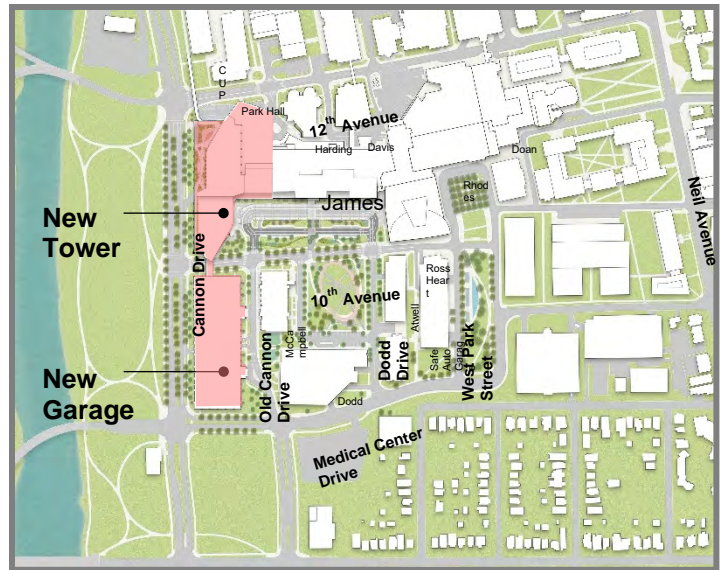 C
U
P
Park Hall
12th Avenue
Harding
Davis
Doan
Rhod
es
James
Neil Avenue
New
Tower
Cannon Drive
10th Avenue
Ross
Hear
t
Atwell
McCa
mpbell
New
Garage
Old Cannon
Drive
Dodd
Drive
Safe
Auto
Garag
West Park
Street
Dodd
Medical Center
Drive